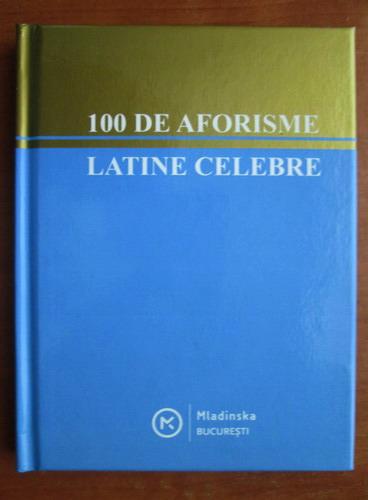 100 DE AFORISME
LATINE CELEBRE
Mladinska
BUCUREȘTI